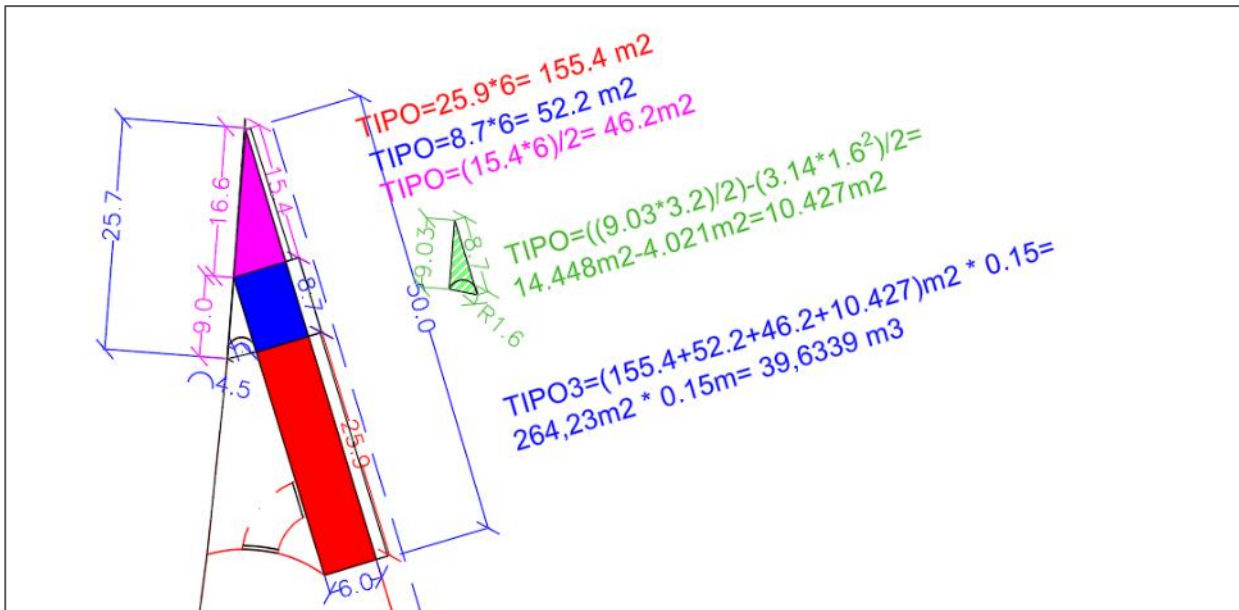 TIPO=25.9*6= 155.4 m2
TIPO=8.7*6= 52.2 m2
TIPO=(15.4*6)/2= 46.2m2
TIPO=((9.03*3.2)/2)-(3.14*1.6²)/2=
14.448m2-4.021m2=10.427m2
TIPO3=(155.4+52.2+46.2+10.427)m2 * 0.15=
264,23m2 * 0.15m= 39,6339 m3
25.7
16.6
15.4
9.0
8.7
4.5
25.9
6.0
50.0
9.03
8.7
R1.6